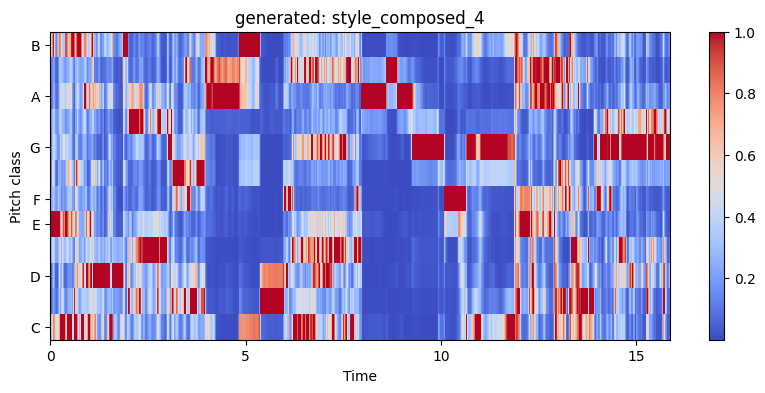 generated: style_composed_4
Pitch class
B
A
G
F
E
D
C
0
5
10
15
Time
1.0
0.8
0.6
0.4
0.2